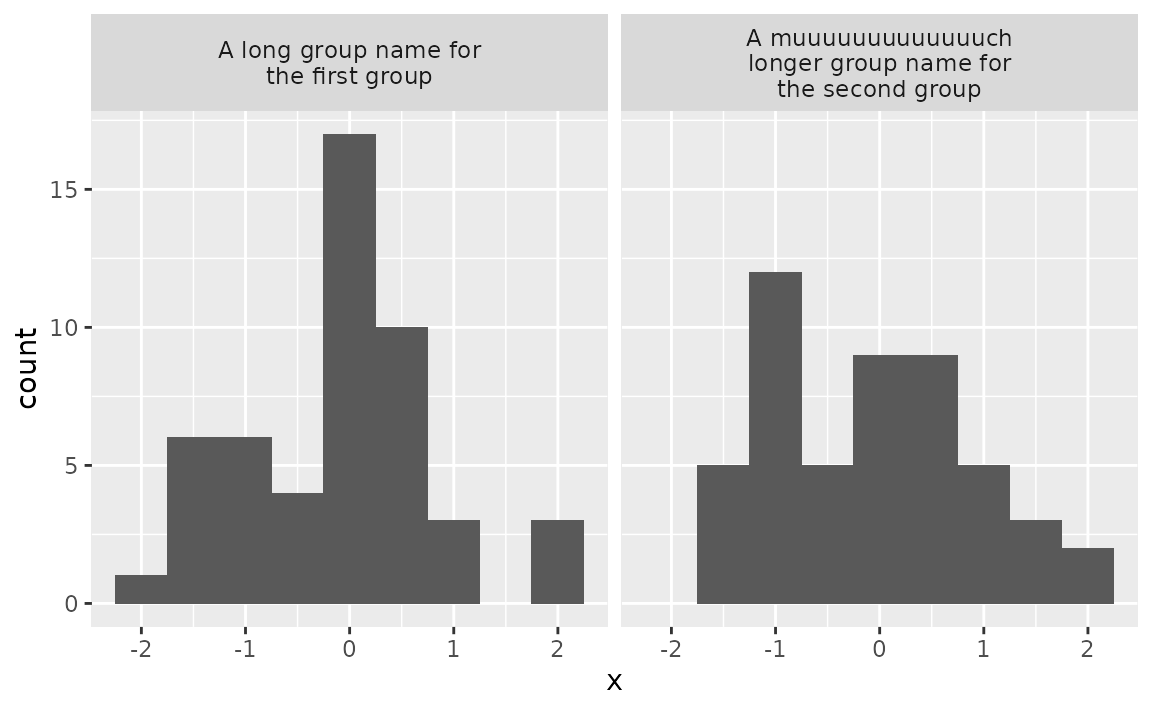 A long group name for
the first group
A muuuuuuuuuuuuuch
longer group name for
the second group
15
10
5
0
count
-2 -1 0 1 2
-2 -1 0 1 2
x